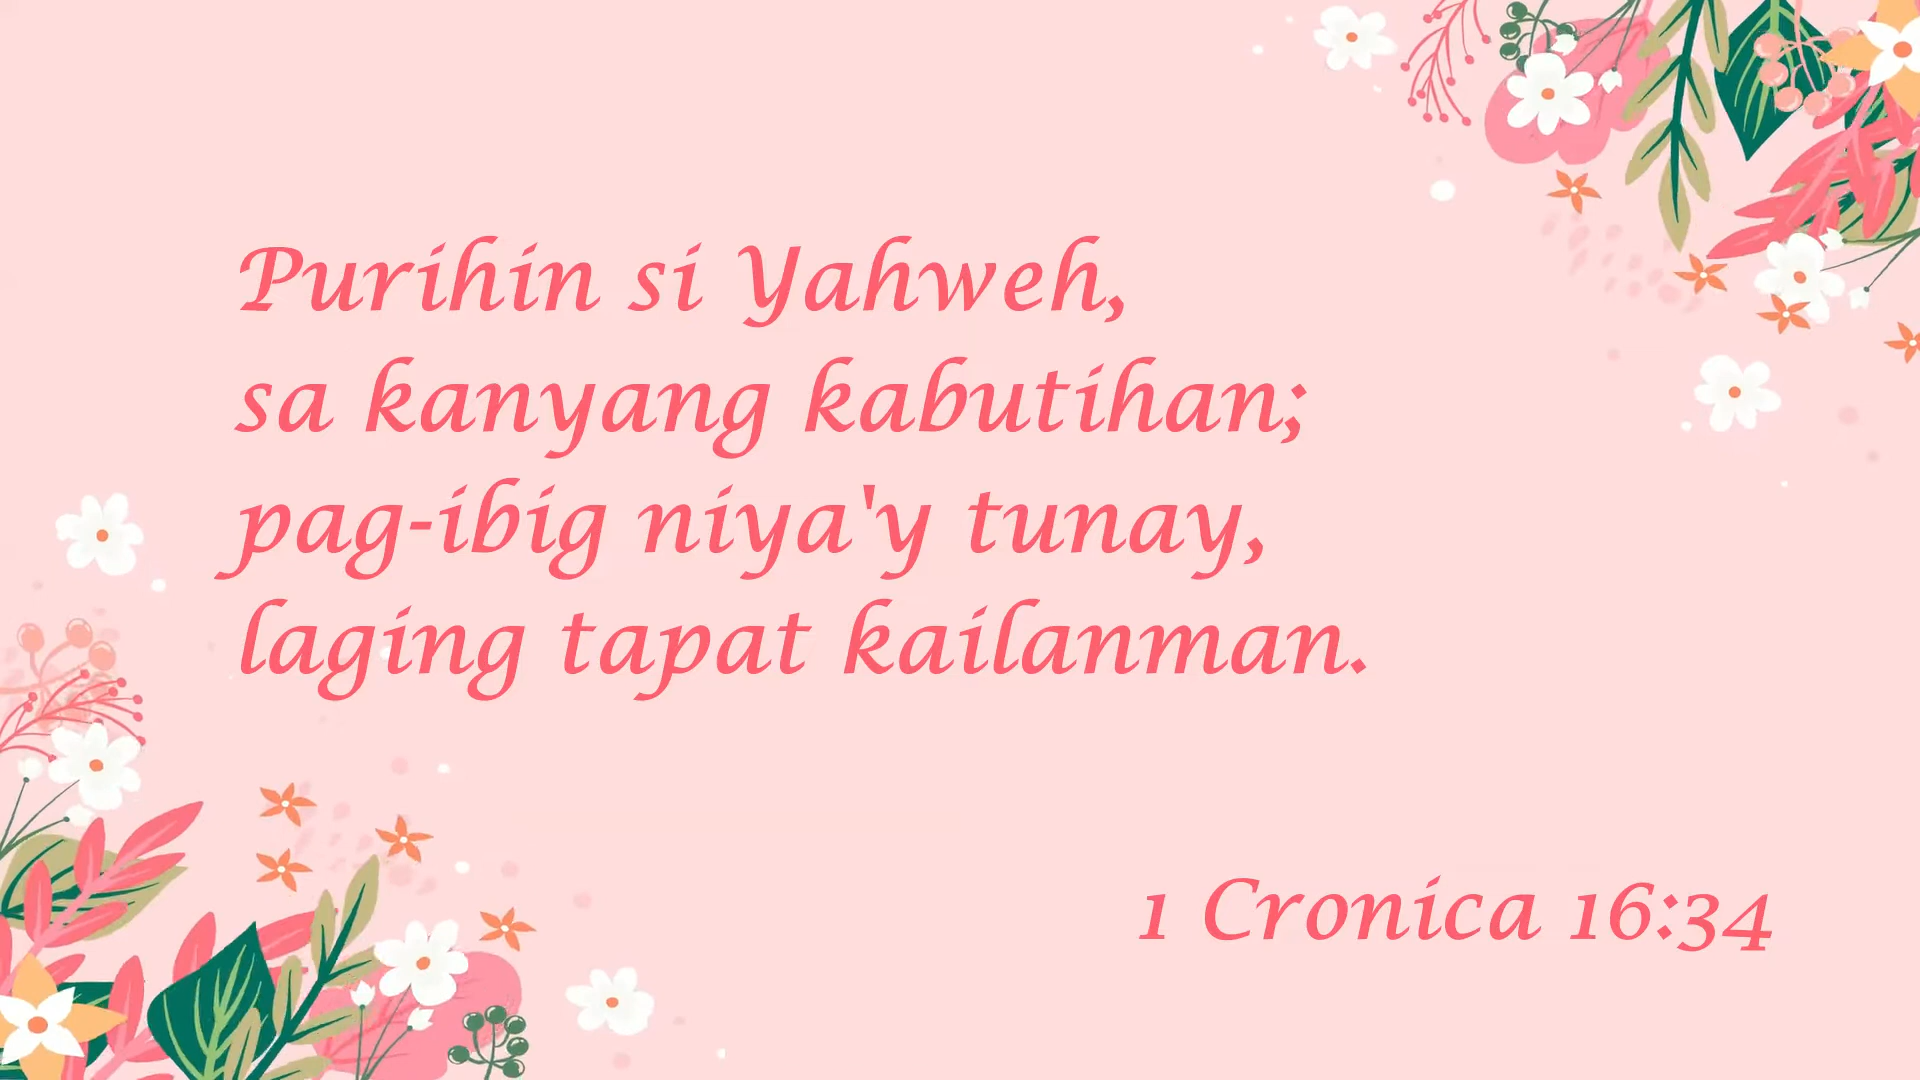 Purihin si Yahweh,
sa kanyang kabutihan;
pag-ibig niya'y tunay,
laging tapat kailanman.
1 Cronica 16:34